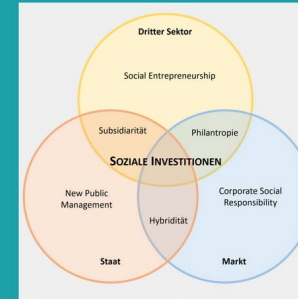 Dritter Sektor
Social Entrepreneurship
Subsidiarität
Philantropie
SOZIALE INVESTITIONEN
New Public
Management
Corporate Social
Responsibility
Hybridität
Staat
Markt